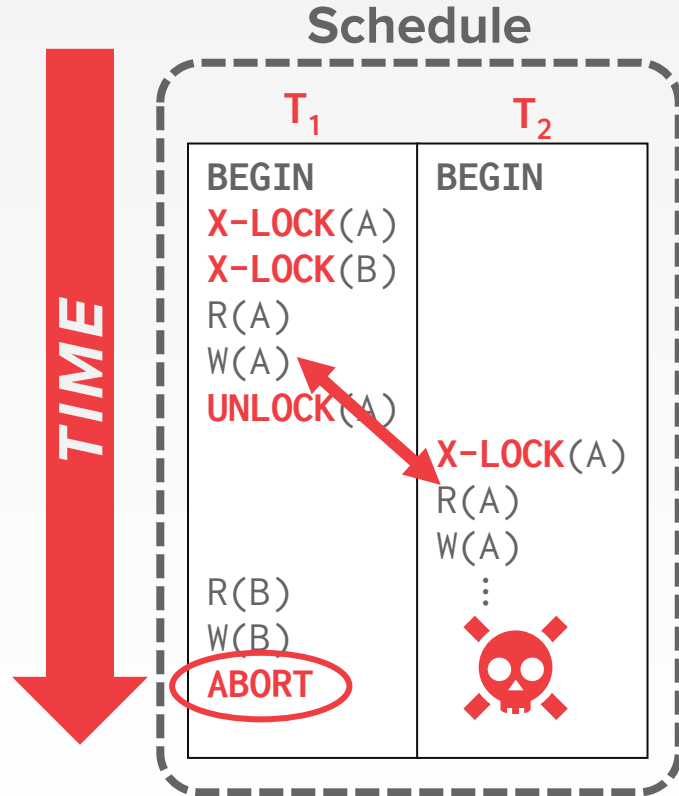 Schedule
TIME
T1 T2
BEGIN BEGIN
X-LOCK(A)
X-LOCK(B)
R(A)
W(A)
UNLOCK(A)
X-LOCK(A)
R(A)
W(A)
R(B) ⋮
W(B)
ABORT